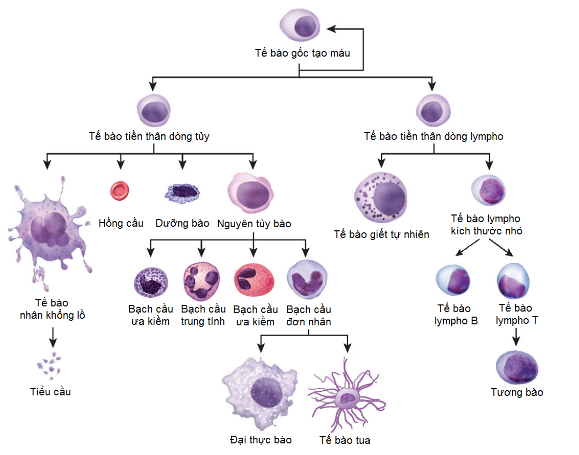 Tế bào gốc tạo máu
Tế bào tiền thân dòng tủy
Tế bào tiền thân dòng lympho
Hồng cầu
Dưỡng bào
Nguyên tủy bào
Tế bào giết tự nhiên
Tế bào lympho
kích thước nhỏ
Tế bào
nhân khổng lồ
Bạch cầu
ưa kiềm
Bạch cầu
trung tính
Bạch cầu
ưa kiềm
Bạch cầu
đơn nhân
Tế bào
lympho B
Tế bào
lympho T
Tiểu cầu
Đại thực bào
Tế bào tua
Tương bào